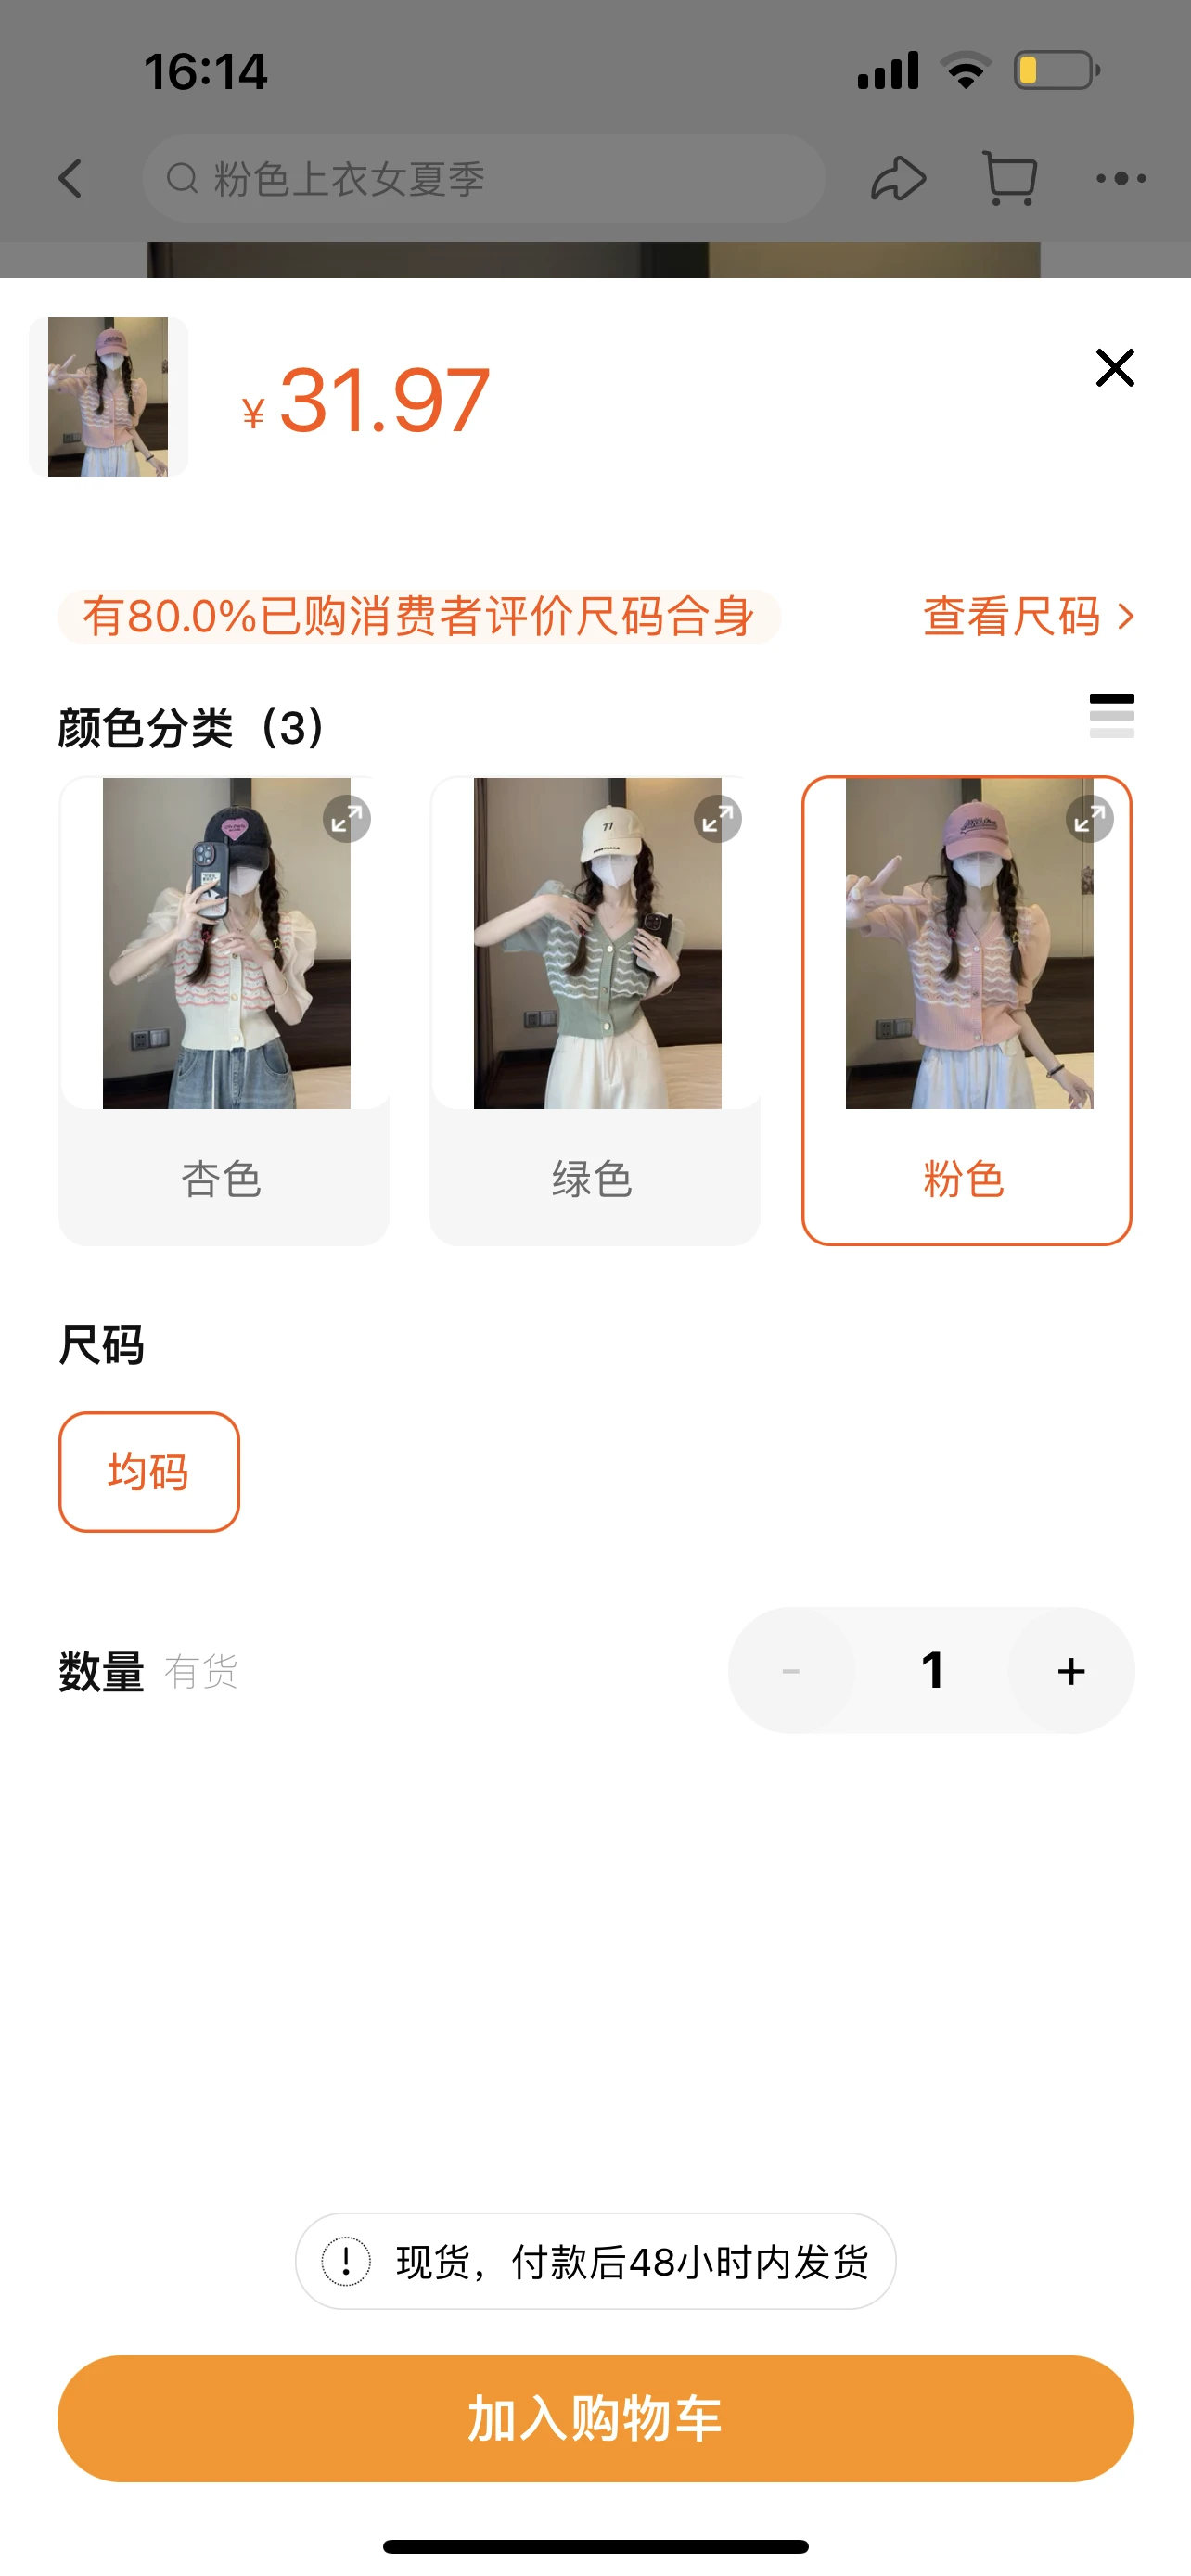 16:14
粉色上衣女夏季
¥31.97
有80.0%已购消费者评价尺码合身
查看尺码
颜色分类（3）
77
杏色
绿色
粉色
尺码
均码
数量 有货
- 1 +
现货，付款后48小时内发货
加入购物车